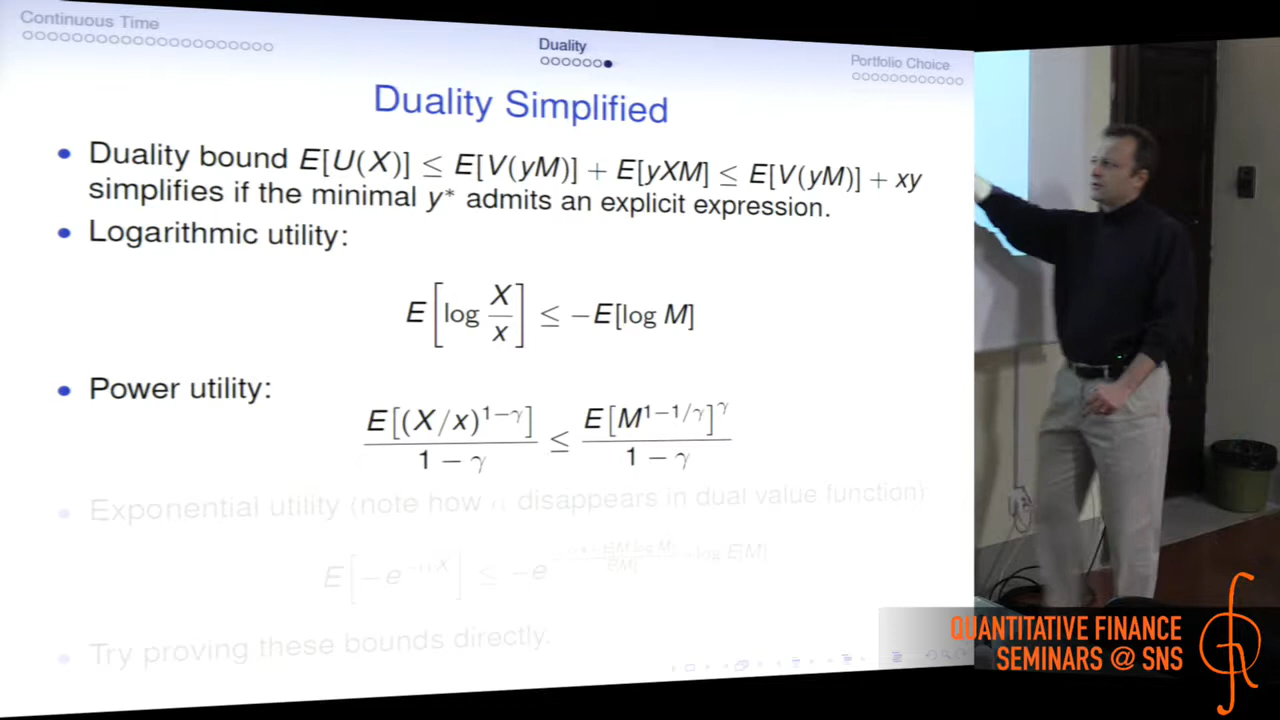 Continuous Time
Duality
Portfolio Choice
Duality Simplified
• Duality bound E[U(X)] ≤ E[V(yM)] + E[yXM] ≤ E[V(yM)] + xy
simplifies if the minimal y* admits an explicit expression.
• Logarithmic utility:
E[log X/x] ≤ −E[log M]
• Power utility:
E[(X/x)^{1−γ}] / (1 − γ) ≤ E[M^{1−1/γ}]^γ / (1 − γ)
• Exponential utility (note how disappears in dual value function)
• Try proving these bounds directly.
QUANTITATIVE FINANCE
SEMINARS @ SNS